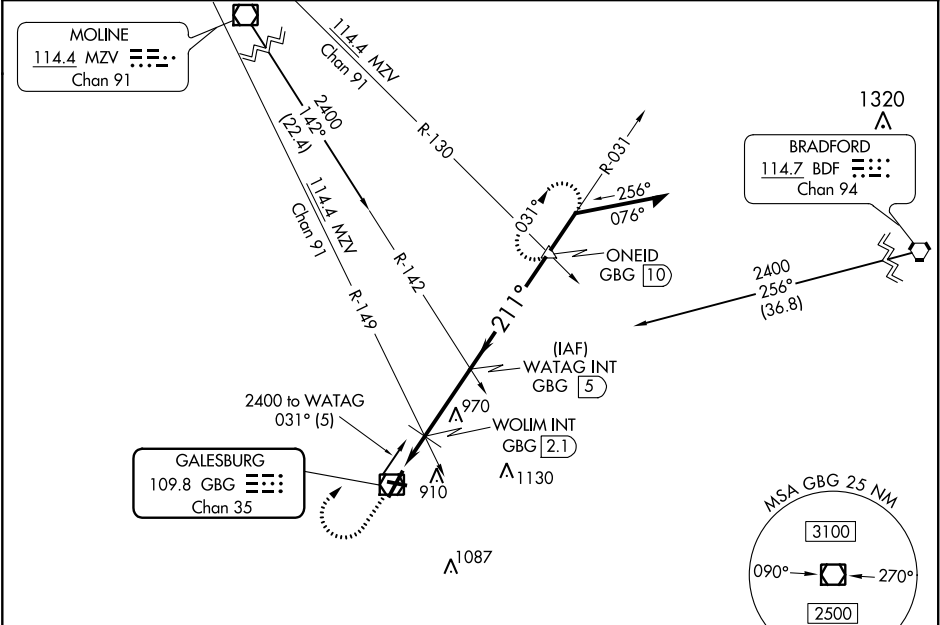 MOLINE
114.4 MZV
Chan 91
114.4 MZV
Chan 91
2400
142°
(22.4)
R-130
114.4 MZV
Chan 91
R-142
R-149
R-031
031°
256°
076°
1320
BRADFORD
114.7 BDF
Chan 94
ONEID
GBG 10
2400
256°
(36.8)
211°
(IAF)
WATAG INT
GBG 5
2400 to WATAG
031° (5)
970
WOLIM INT
GBG 2.1
GALESBURG
109.8 GBG
Chan 35
910
1130
1087
MSA GBG 25 NM
3100
090°
270°
2500